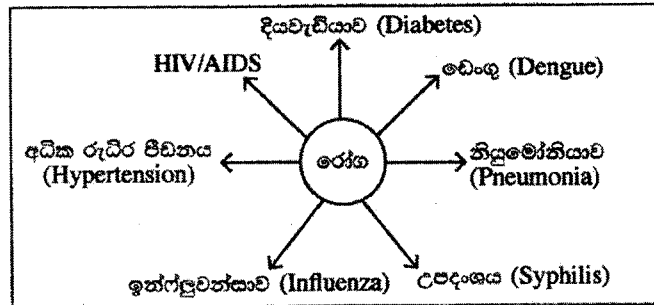 දියවැඩියාව (Diabetes)
HIV/AIDS
ඩෙංගු (Dengue)
අධික රුධිර පීඩනය
(Hypertension)
රෝග
නියුමෝනියාව
(Pneumonia)
ඉන්ෆ්ලුවන්සාව (Influenza)
උපදංශය (Syphilis)